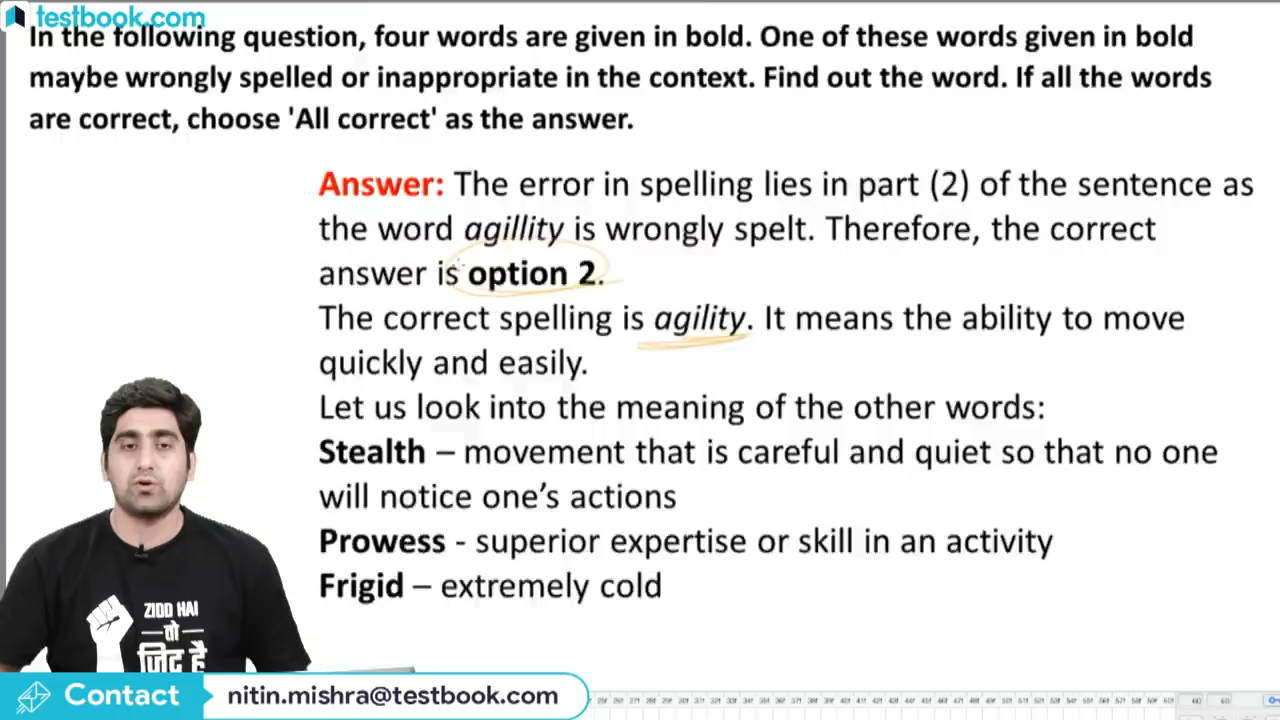 testbook.com
In the following question, four words are given in bold. One of these words given in bold
maybe wrongly spelled or inappropriate in the context. Find out the word. If all the words
are correct, choose 'All correct' as the answer.
Answer: The error in spelling lies in part (2) of the sentence as
the word agillity is wrongly spelt. Therefore, the correct
answer is option 2.
The correct spelling is agility. It means the ability to move
quickly and easily.
Let us look into the meaning of the other words:
Stealth – movement that is careful and quiet so that no one
will notice one’s actions
Prowess - superior expertise or skill in an activity
Frigid – extremely cold
ZIDD HAI
तो
ज़िद है
Contact nitin.mishra@testbook.com